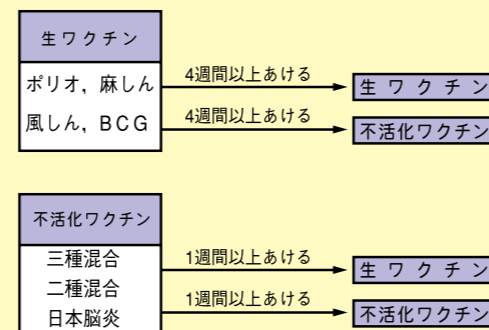 生ワクチン
ポリオ，麻しん
風しん，ＢＣＧ
4週間以上あける
生ワクチン
4週間以上あける
不活化ワクチン
不活化ワクチン
三種混合
二種混合
日本脳炎
1週間以上あける
生ワクチン
1週間以上あける
不活化ワクチン